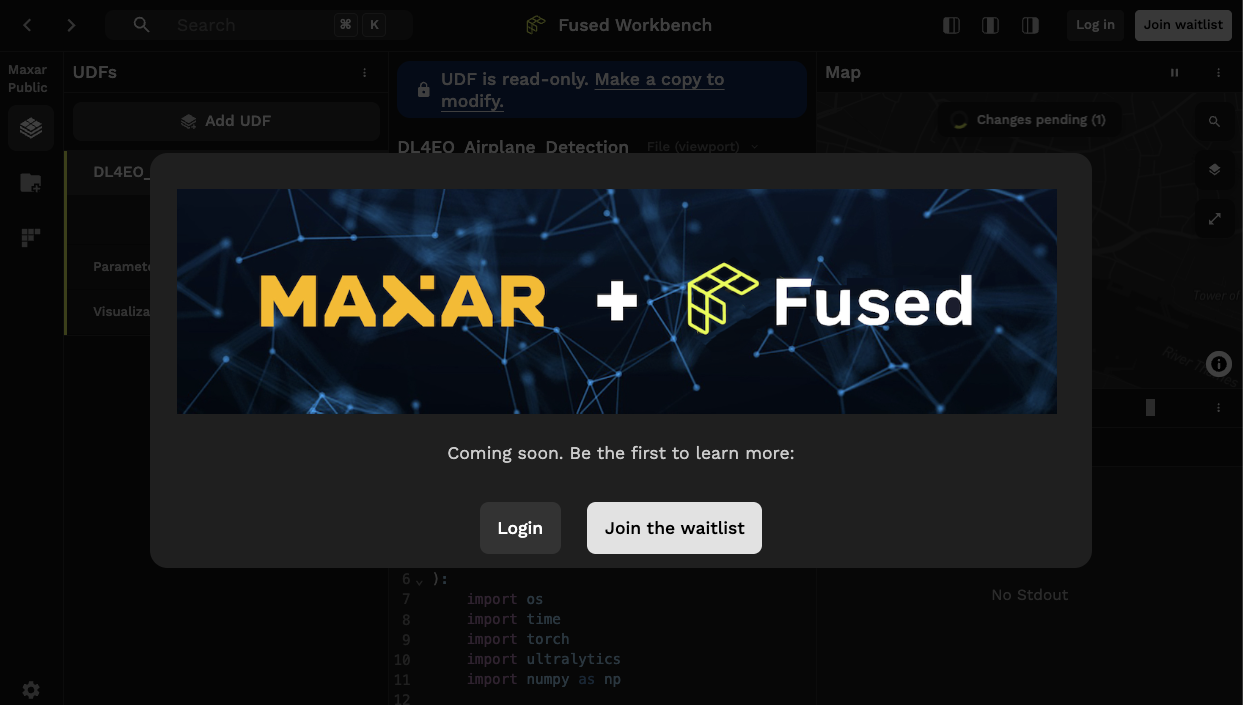 Search
⌘ K
Fused Workbench
Log in
Join waitlist
Maxar
Public
UDFs
Add UDF
DL4EO_
Paramete
Visualiza
UDF is read-only. Make a copy to
modify.
DL4EO_Airplane_Detection
File (viewport)
Map
Changes pending (1)
Tower of
River Thames
MAXAR + Fused
Coming soon. Be the first to learn more:
Login
Join the waitlist
6 ):
7 import os
8 import time
9 import torch
10 import ultralytics
11 import numpy as np
12
No Stdout